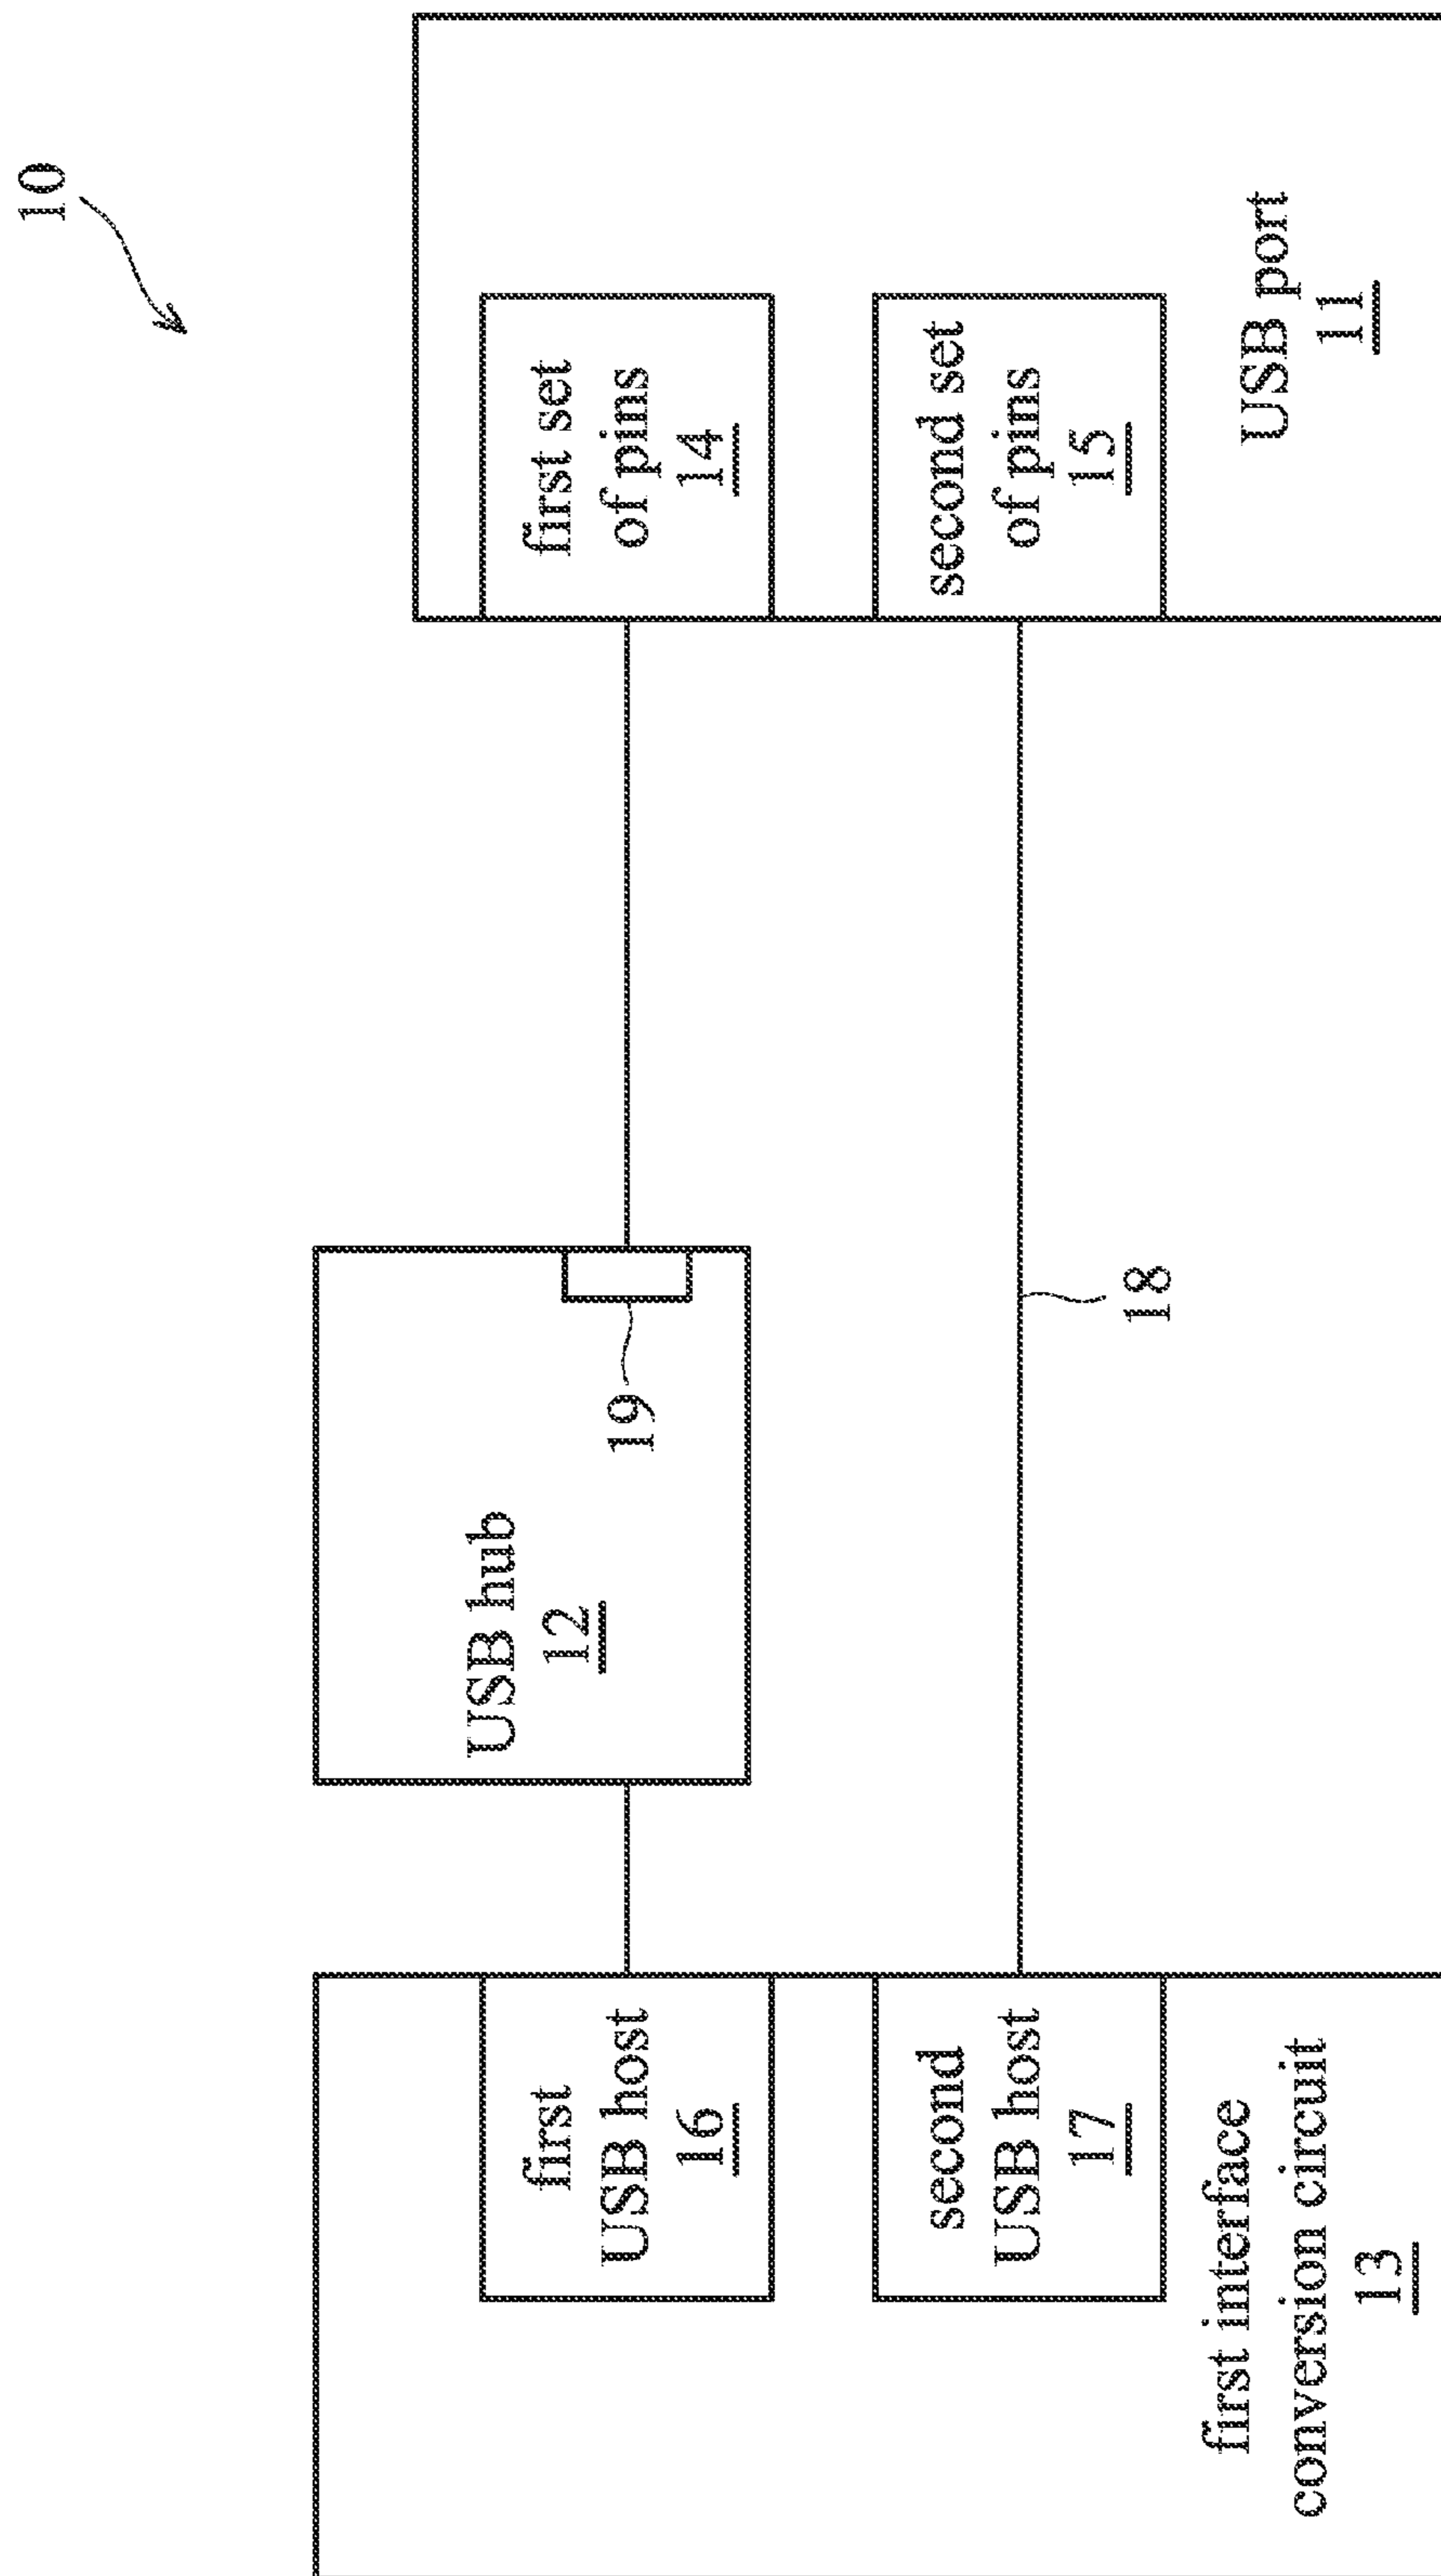 10
USB hub
12
19
first
USB host
16
second
USB host
17
first interface
conversion circuit
13
18
first set
of pins
14
second set
of pins
15
USB port
11